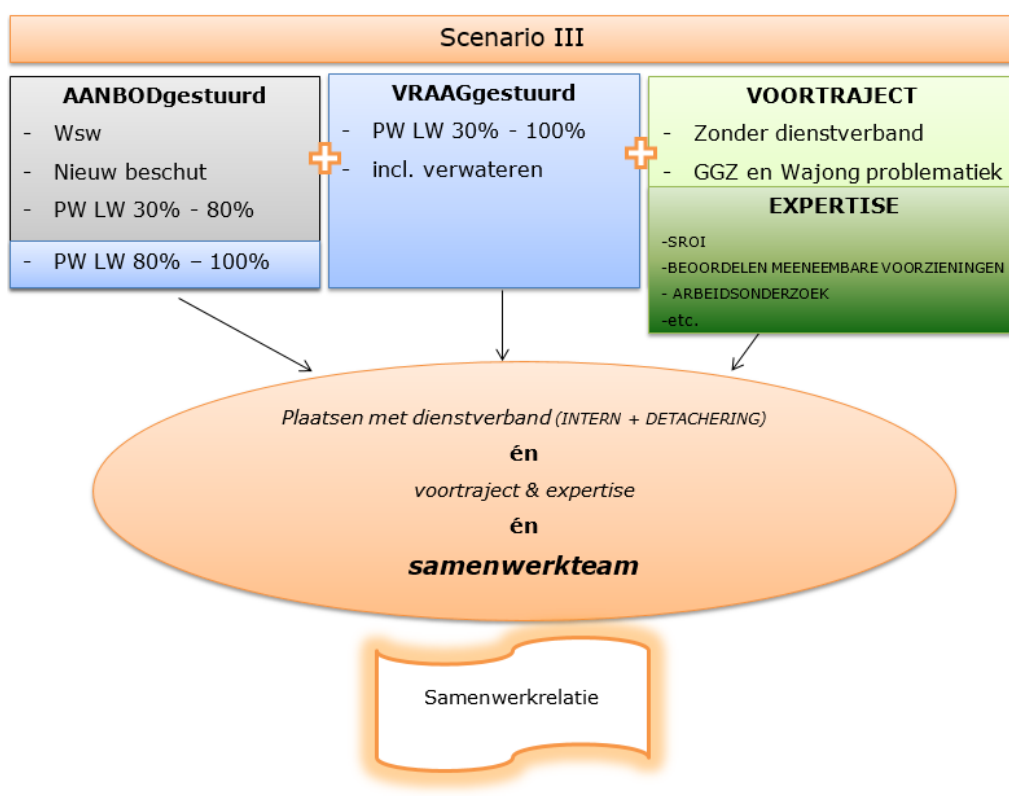 Scenario III
AANBODgestuurd
- Wsw
- Nieuw beschut
- PW LW 30% - 80%
- PW LW 80% – 100%
VRAAGgestuurd
- PW LW 30% - 100%
- incl. verwateren
VOORTRAJECT
- Zonder dienstverband
- GGZ en Wajong problematiek
EXPERTISE
-SROI
-BEOORDELEN MEENEEMBARE VOORZIENINGEN
- ARBEIDSONDERZOEK
-etc.
Plaatsen met dienstverband (INTERN + DETACHERING)
én
voortraject & expertise
én
samenwerkteam
Samenwerkrelatie